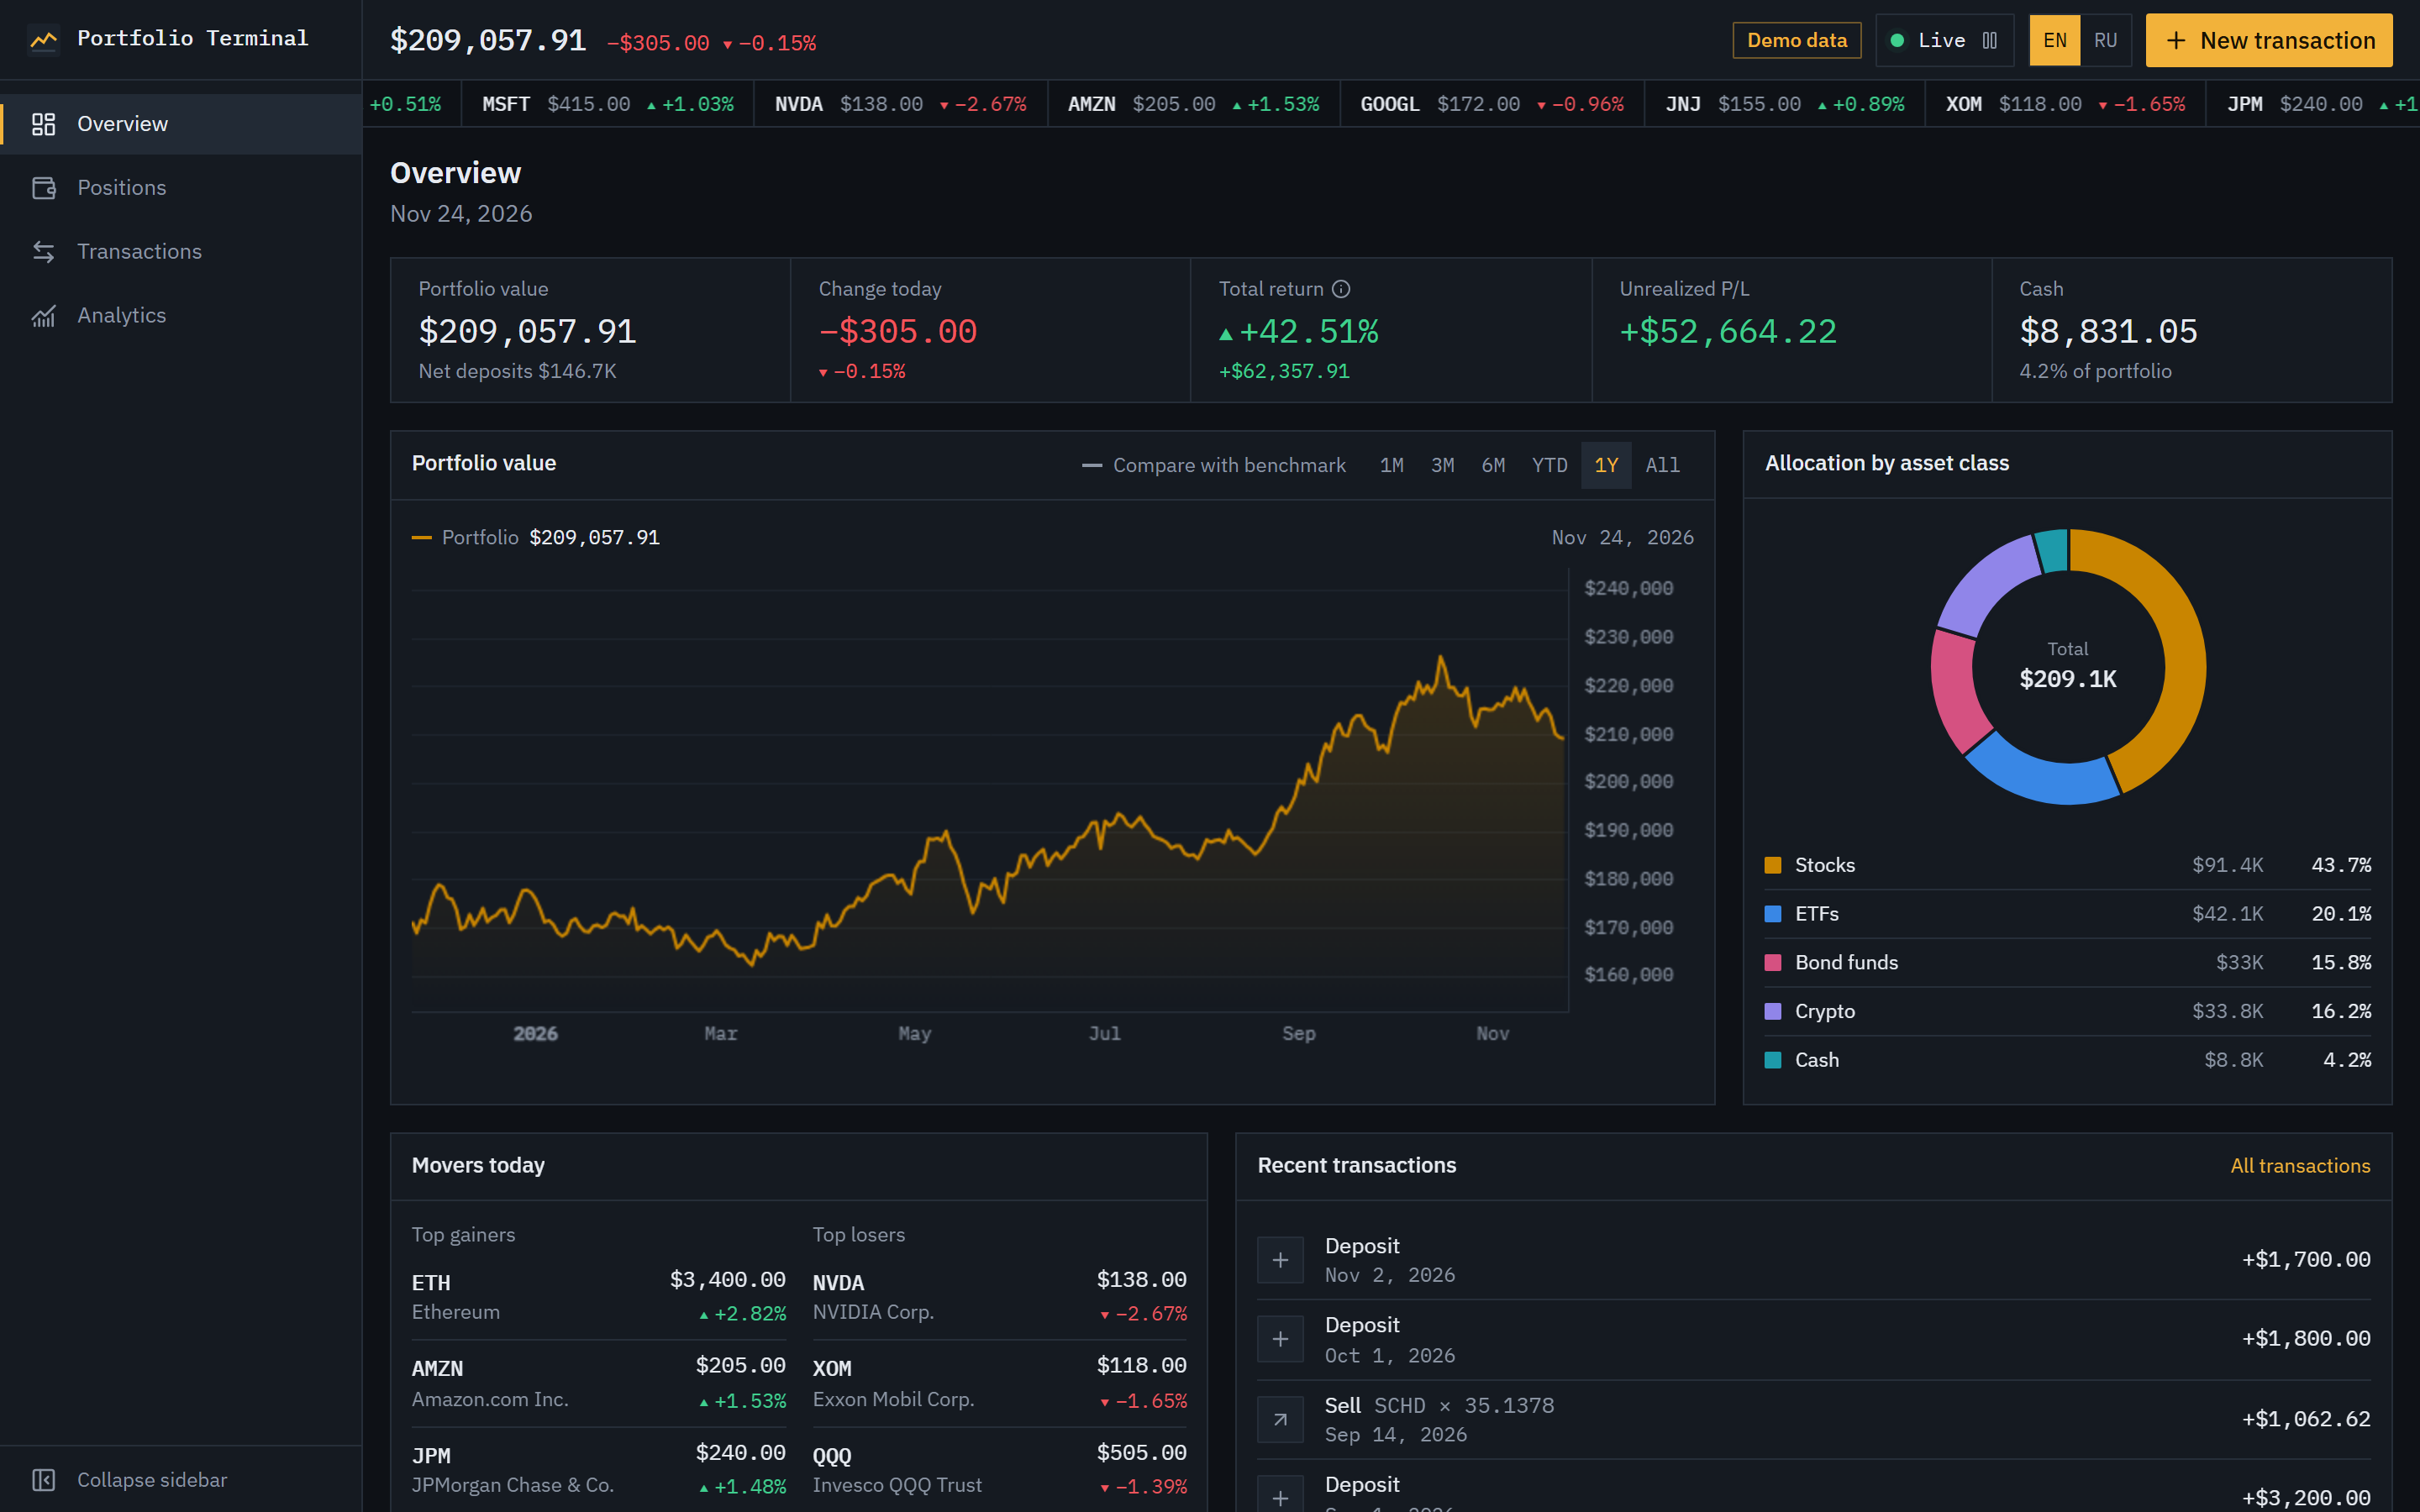 Portfolio Terminal
$209,057.91 −$305.00 ▼ −0.15%
Demo data
Live
EN RU
+ New transaction
+0.51% MSFT $415.00 ▲ +1.03% NVDA $138.00 ▼ −2.67% AMZN $205.00 ▲ +1.53% GOOGL $172.00 ▼ −0.96% JNJ $155.00 ▲ +0.89% XOM $118.00 ▼ −1.65% JPM $240.00 ▲ +1
Overview
Positions
Transactions
Analytics
Collapse sidebar
Overview
Nov 24, 2026
Portfolio value
$209,057.91
Net deposits $146.7K
Change today
−$305.00
▼ −0.15%
Total return
▲ +42.51%
+$62,357.91
Unrealized P/L
+$52,664.22
Cash
$8,831.05
4.2% of portfolio
Portfolio value
Compare with benchmark 1M 3M 6M YTD 1Y All
Portfolio $209,057.91
Nov 24, 2026
$240,000
$230,000
$220,000
$210,000
$200,000
$190,000
$180,000
$170,000
$160,000
2026 Mar May Jul Sep Nov
Allocation by asset class
Total
$209.1K
Stocks $91.4K 43.7%
ETFs $42.1K 20.1%
Bond funds $33K 15.8%
Crypto $33.8K 16.2%
Cash $8.8K 4.2%
Movers today
Top gainers
ETH $3,400.00
Ethereum ▲ +2.82%
AMZN $205.00
Amazon.com Inc. ▲ +1.53%
JPM $240.00
JPMorgan Chase & Co. ▲ +1.48%
Top losers
NVDA $138.00
NVIDIA Corp. ▼ −2.67%
XOM $118.00
Exxon Mobil Corp. ▼ −1.65%
QQQ $505.00
Invesco QQQ Trust ▼ −1.39%
Recent transactions
All transactions
Deposit
Nov 2, 2026
+$1,700.00
Deposit
Oct 1, 2026
+$1,800.00
Sell SCHD × 35.1378
Sep 14, 2026
+$1,062.62
Deposit
+$3,200.00